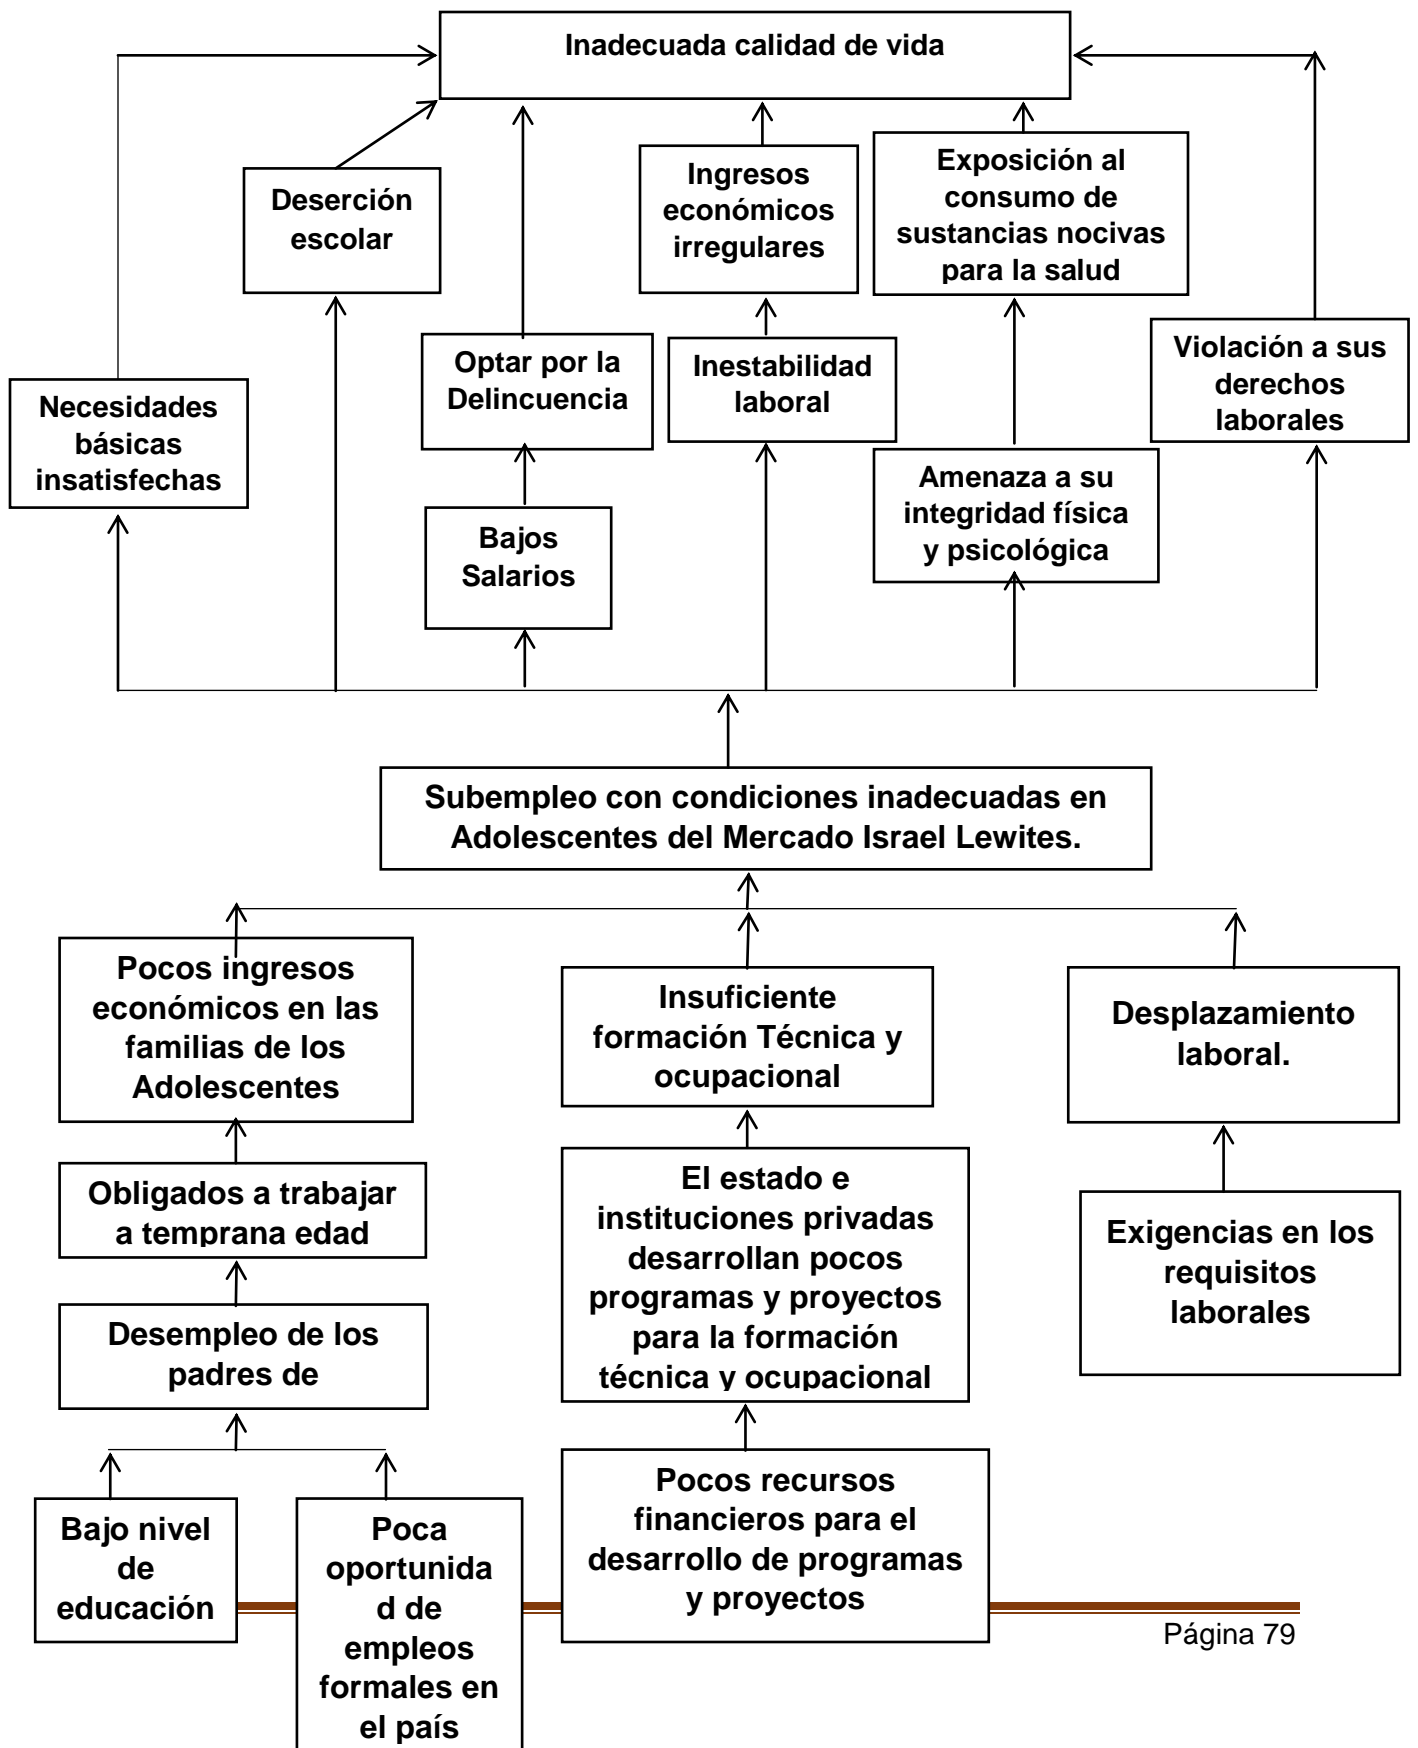 Inadecuada calidad de vida
Deserción
escolar
Ingresos
económicos
irregulares
Exposición al
consumo de
sustancias nocivas
para la salud
Necesidades
básicas
insatisfechas
Optar por la
Delincuencia
Inestabilidad
laboral
Violación a sus
derechos
laborales
Bajos
Salarios
Amenaza a su
integridad física
y psicológica
Subempleo con condiciones inadecuadas en
Adolescentes del Mercado Israel Lewites.
Pocos ingresos
económicos en las
familias de los
Adolescentes
Insuficiente
formación Técnica y
ocupacional
Desplazamiento
laboral.
Obligados a trabajar
a temprana edad
El estado e
instituciones privadas
desarrollan pocos
programas y proyectos
para la formación
técnica y ocupacional
Exigencias en los
requisitos
laborales
Desempleo de los
padres de
Bajo nivel
de
educación
Poca
oportunida
d de
empleos
formales en
el país
Pocos recursos
financieros para el
desarrollo de programas
y proyectos
Página 79